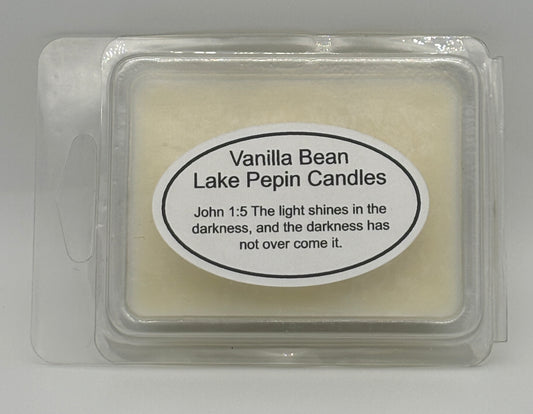 Vanilla Bean
Lake Pepin Candles
John 1:5 The light shines in the
darkness, and the darkness has
not over come it.